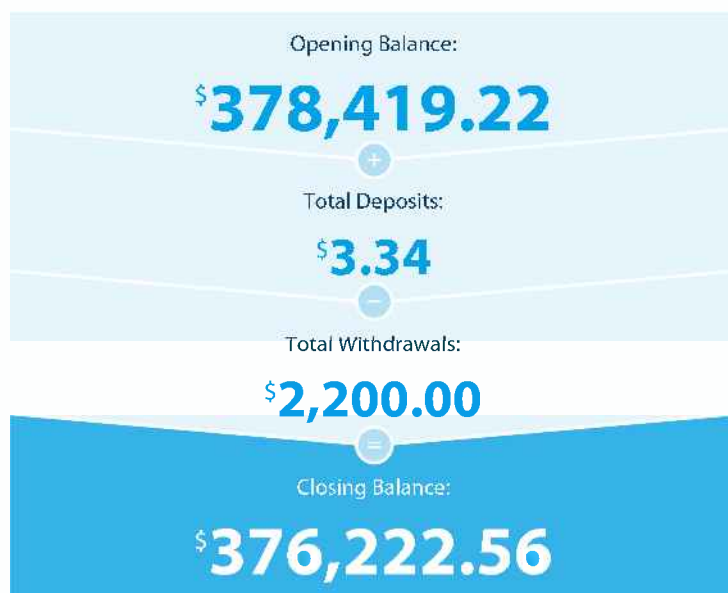 Opening Balance:
$378,419.22
+
Total Deposits:
$3.34
−
Total Withdrawals:
$2,200.00
=
Closing Balance:
$376,222.56